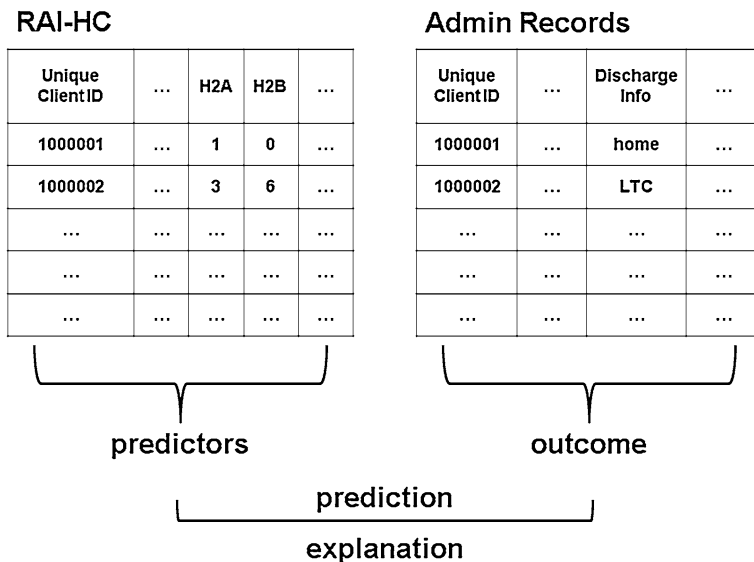 RAI-HC
Unique Client ID … H2A H2B …
1000001 … 1 0 …
1000002 … 3 6 …
… … … … …
… … … … …
… … … … …
predictors
Admin Records
Unique Client ID … Discharge Info …
1000001 … home …
1000002 … LTC …
… … … …
… … … …
… … … …
outcome
prediction
explanation